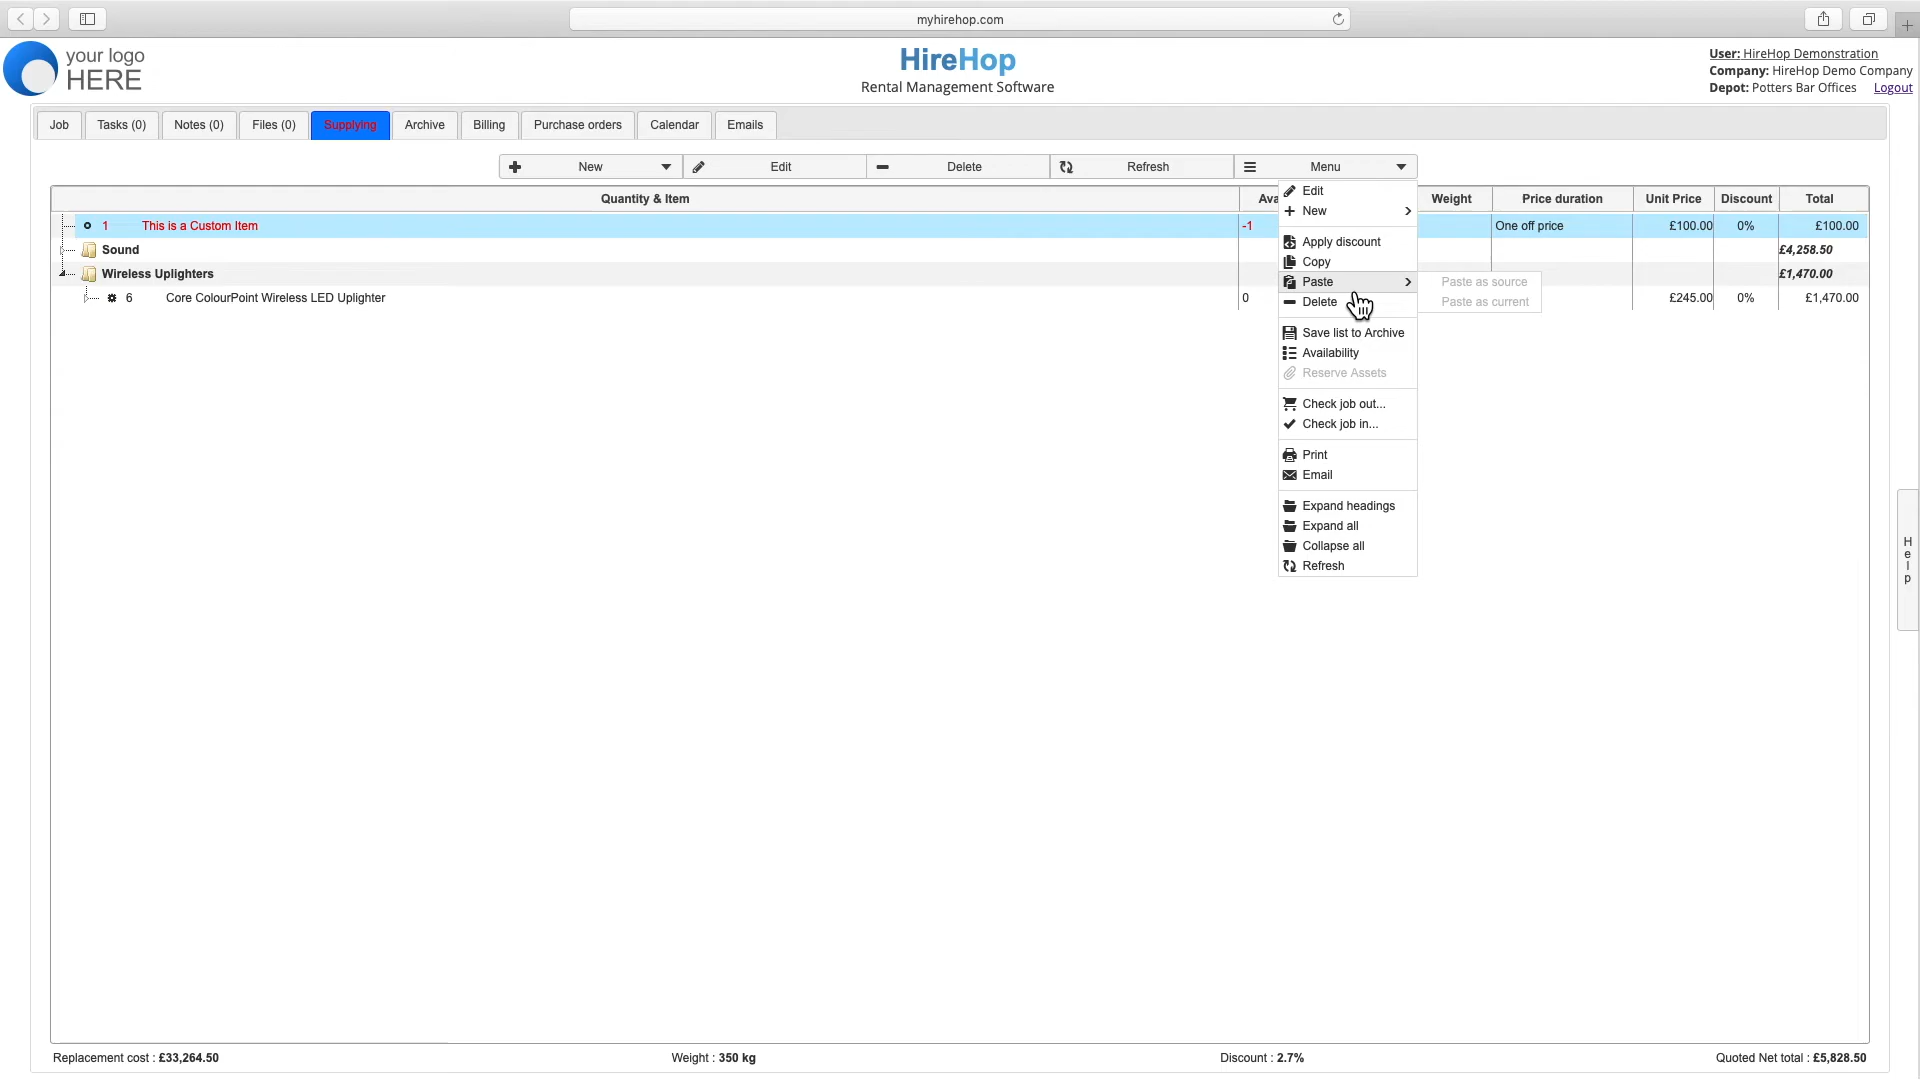 myhirehop.com
your logo
HERE
HireHop
Rental Management Software
User: HireHop Demonstration
Company: HireHop Demo Company
Depot: Potters Bar Offices Logout
Job Tasks (0) Notes (0) Files (0) Supplying Archive Billing Purchase orders Calendar Emails
New Edit Delete Refresh Menu
Quantity & Item Weight Price duration Unit Price Discount Total
1 This is a Custom Item -1 One off price £100.00 0% £100.00
Sound £4,258.50
Wireless Uplighters £1,470.00
6 Core ColourPoint Wireless LED Uplighter 0 £245.00 0% £1,470.00
Edit
New
Apply discount
Copy
Paste
Paste as source
Paste as current
Delete
Save list to Archive
Availability
Reserve Assets
Check job out...
Check job in...
Print
Email
Expand headings
Expand all
Collapse all
Refresh
Help
Replacement cost : £33,264.50 Weight : 350 kg Discount : 2.7% Quoted Net total : £5,828.50